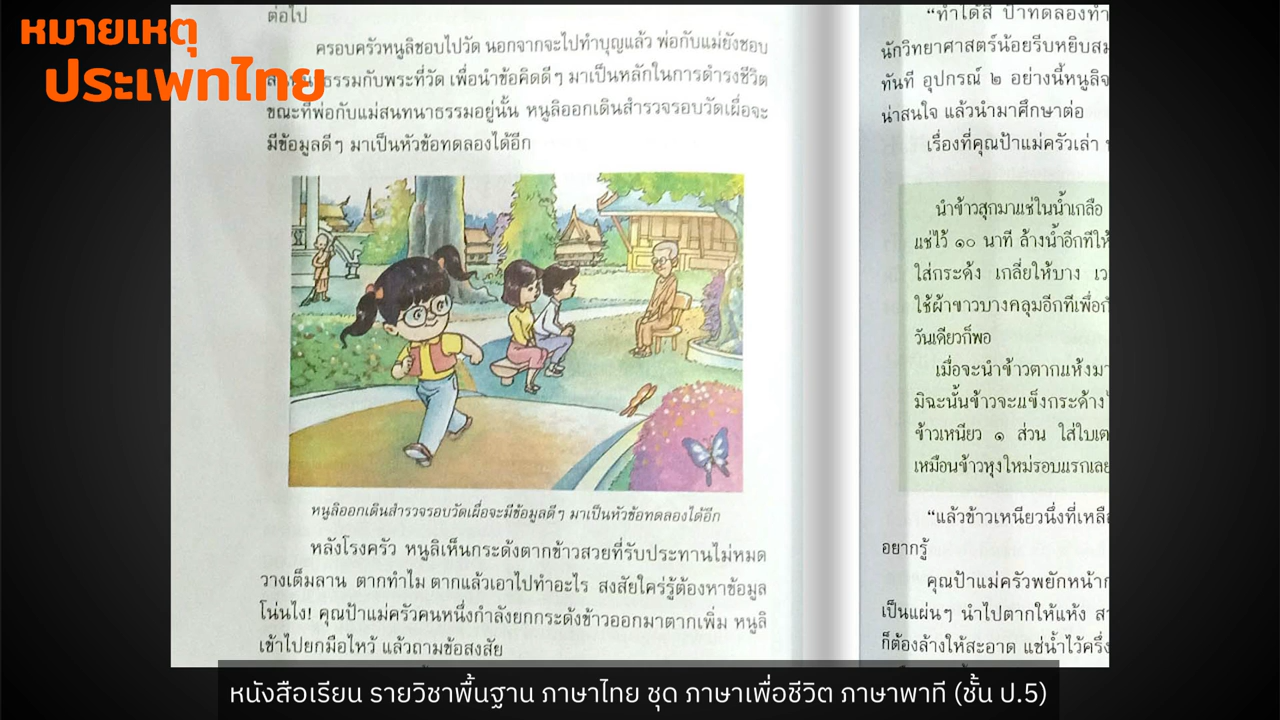 หมายเหตุ
ประเพทไทย
ต่อไป
ครอบครัวหนูลิชอบไปวัด นอกจากจะไปทำบุญแล้ว พ่อกับแม่ยังชอบ
ธรรมกับพระที่วัด เพื่อนำข้อคิดดีๆ มาเป็นหลักในการดำรงชีวิต
ขณะที่พ่อกับแม่สนทนาธรรมอยู่นั้น หนูลิออกเดินสำรวจรอบวัดเผื่อจะ
มีข้อมูลดีๆ มาเป็นหัวข้อทดลองได้อีก
หนูลิออกเดินสำรวจรอบวัดเผื่อจะมีข้อมูลดีๆ มาเป็นหัวข้อทดลองได้อีก
หลังโรงครัว หนูลิเห็นกระด้งตากข้าวสวยที่รับประทานไม่หมด
วางเต็มลาน ตากทำไม ตากแล้วเอาไปทำอะไร สงสัยใคร่รู้ต้องหาข้อมูล
โน่นไง! คุณป้าแม่ครัวคนหนึ่งกำลังยกกระด้งข้าวออกมาตากเพิ่ม หนูลิ
เข้าไปยกมือไหว้ แล้วถามข้อสงสัย
“ทำได้สิ ป้าทดลองทำ
นักวิทยาศาสตร์น้อยรีบหยิบสม
ทันที อุปกรณ์ ๒ อย่างนี้หนูลิจ
น่าสนใจ แล้วนำมาศึกษาต่อ
เรื่องที่คุณป้าแม่ครัวเล่า
นำข้าวสุกมาแช่ในน้ำเกลือ
แช่ไว้ ๑๐ นาที ล้างน้ำอีกทีให้
ใส่กระด้ง เกลี่ยให้บาง เว
ใช้ผ้าขาวบางคลุมอีกทีเพื่อกั
วันเดียวก็พอ
เมื่อจะนำข้าวตากแห้งมา
มิฉะนั้นข้าวจะแข็งกระด้าง
ข้าวเหนียว ๑ ส่วน ใส่ใบเต
เหมือนข้าวหุงใหม่รอบแรกเลย
“แล้วข้าวเหนียวนึ่งที่เหลือ
อยากรู้
คุณป้าแม่ครัวพยักหน้า
เป็นแผ่นๆ นำไปตากให้แห้ง
ก็ต้องล้างให้สะอาด แช่น้ำไว้ครึ่ง
หนังสือเรียน รายวิชาพื้นฐาน ภาษาไทย ชุด ภาษาเพื่อชีวิต ภาษาพาที (ชั้น ป.5)